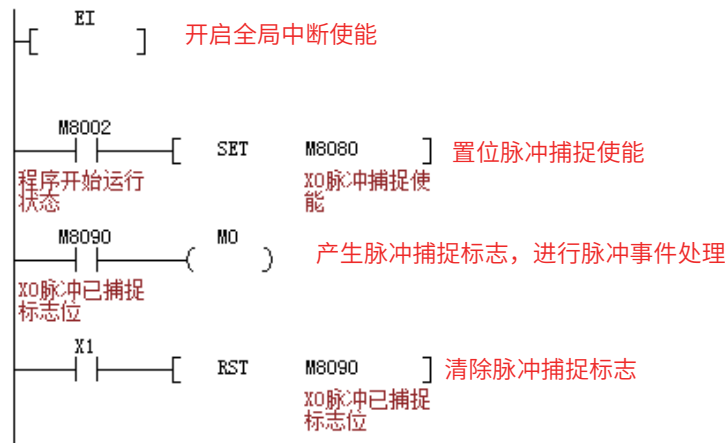 EI
[ ] 开启全局中断使能
M8002
[ SET M8080 ] 置位脉冲捕捉使能
程序开始运行 X0脉冲捕捉使
状态 能
M8090 M0
( ) 产生脉冲捕捉标志，进行脉冲事件处理
X0脉冲已捕捉
标志位
X1
[ RST M8090 ] 清除脉冲捕捉标志
X0脉冲已捕捉
标志位